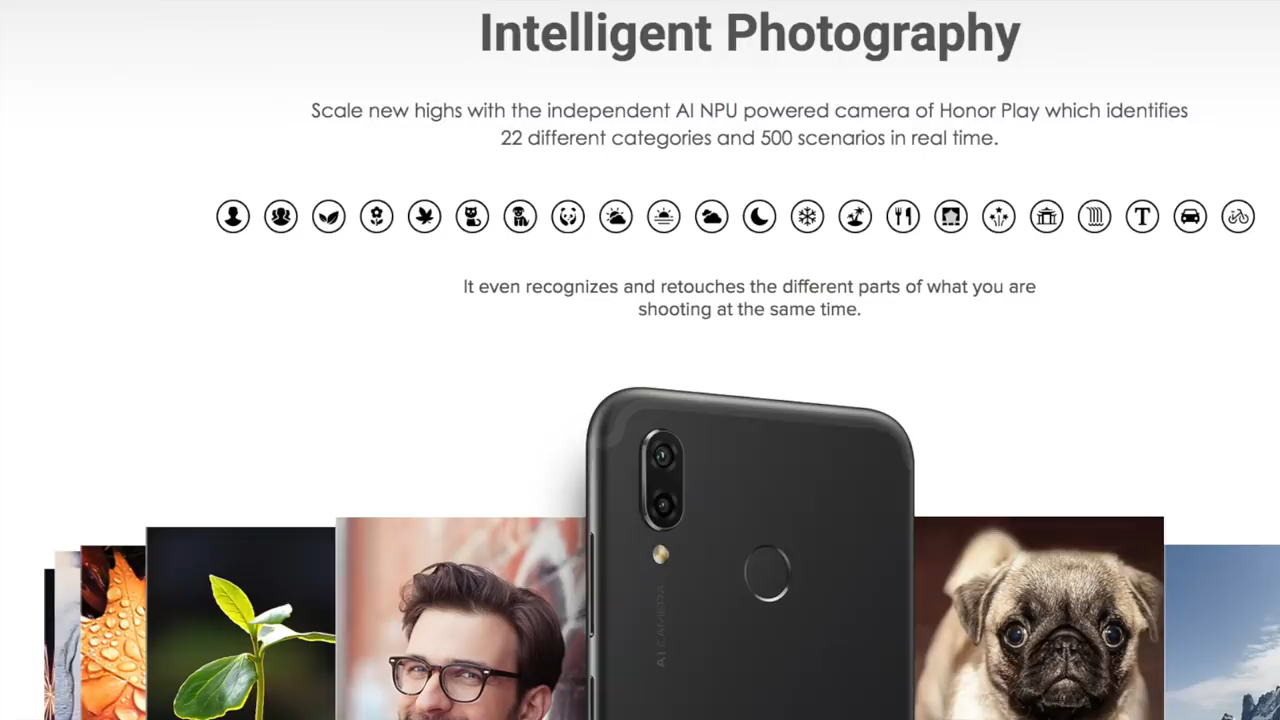 Intelligent Photography
Scale new highs with the independent AI NPU powered camera of Honor Play which identifies
22 different categories and 500 scenarios in real time.
T
It even recognizes and retouches the different parts of what you are
shooting at the same time.
AI CAMERA